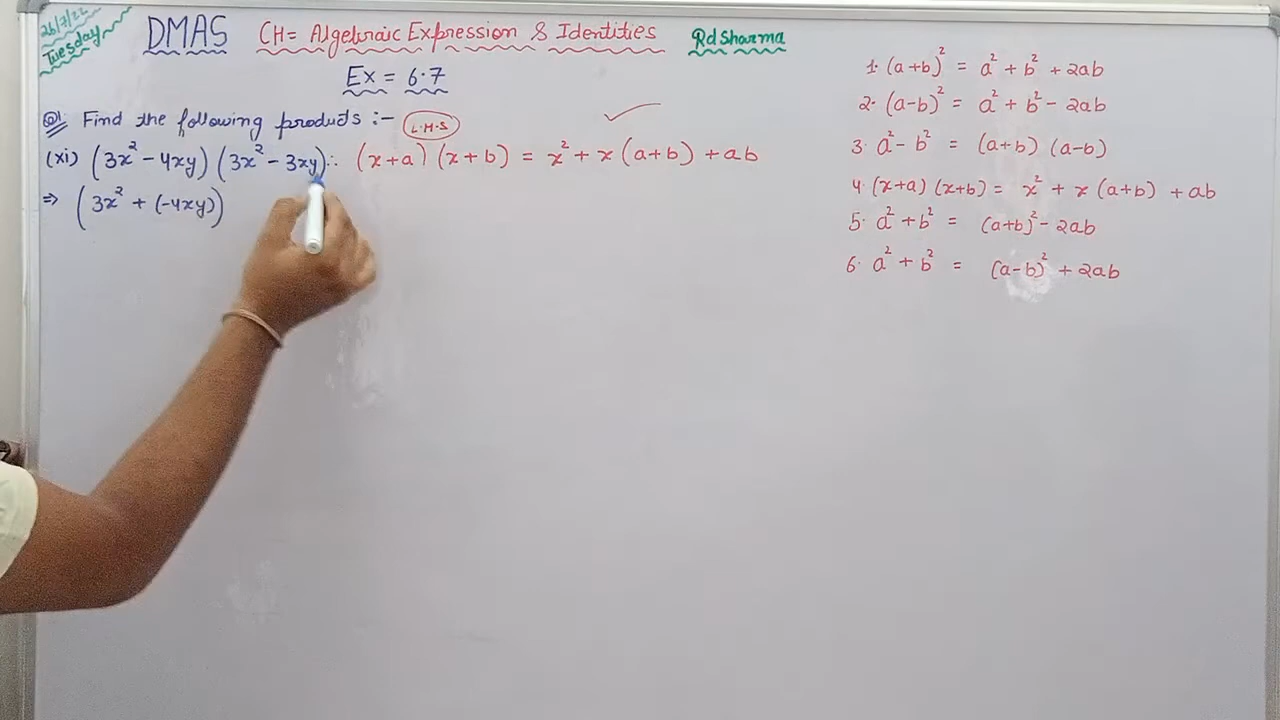 26/7/22
Tuesday
DMAS CH= Algebraic Expression & Identities Rd Sharma
Ex = 6.7
Q1 Find the following products :-
L.H.S
(xi) (3x² - 4xy) (3x² - 3xy) ∴ (x+a) (x+b) = x² + x (a+b) + ab
⇒ (3x² + (-4xy))
1. (a+b)² = a² + b² + 2ab
2. (a-b)² = a² + b² - 2ab
3. a² - b² = (a+b) (a-b)
4. (x+a) (x+b) = x² + x (a+b) + ab
5. a² + b² = (a+b)² - 2ab
6. a² + b² = (a-b)² + 2ab